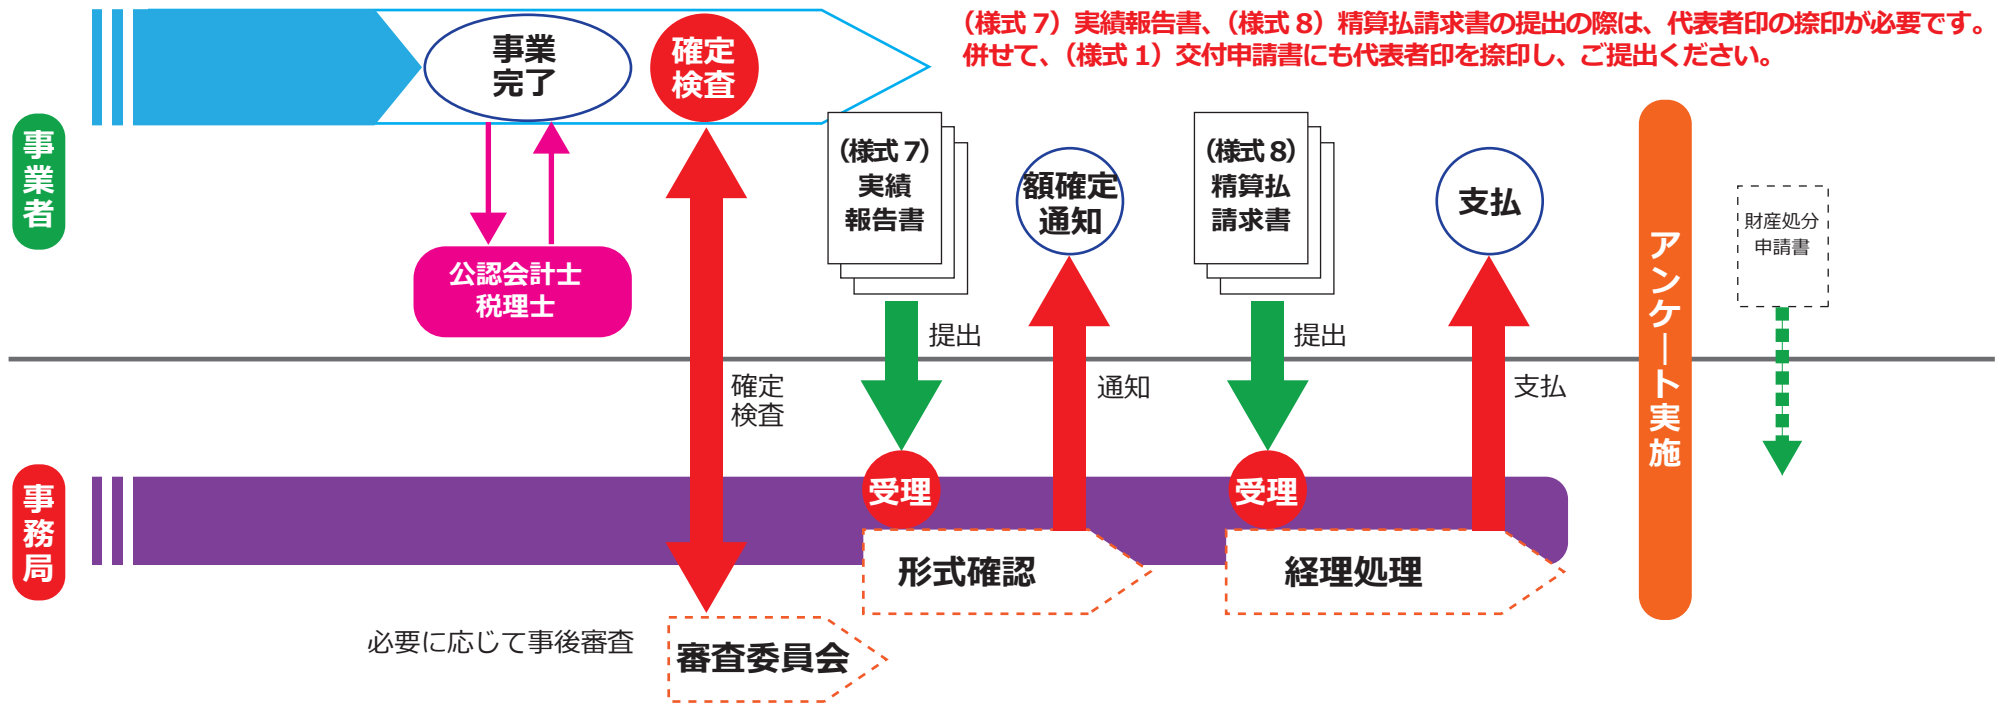 (様式 7) 実績報告書、(様式 8) 精算払請求書の提出の際は、代表者印の捺印が必要です。
併せて、(様式 1) 交付申請書にも代表者印を捺印し、ご提出ください。
事業者
事業
完了
確定
検査
公認会計士
税理士
(様式 7)
実績
報告書
額確定
通知
(様式 8)
精算払
請求書
支払
アンケート実施
財産処分
申請書
提出
提出
確定
検査
通知
支払
事務局
受理
受理
形式確認
経理処理
必要に応じて事後審査
審査委員会